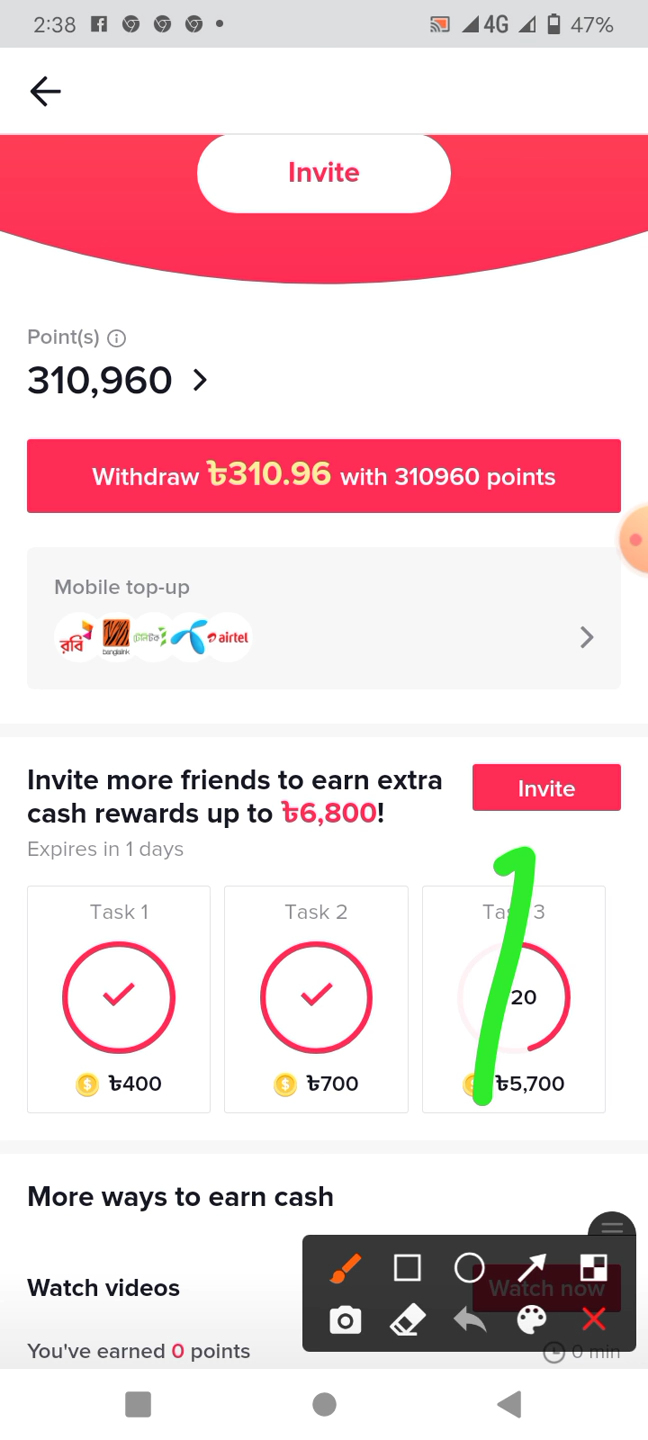 2:38 4G 47%
Invite
Point(s)
310,960
Withdraw ৳310.96 with 310960 points
Mobile top-up
রবি banglalink airtel
Invite more friends to earn extra
cash rewards up to ৳6,800!
Invite
Expires in 1 days
Task 1 Task 2 Ta 3
20
৳400 ৳700 ৳5,700
More ways to earn cash
Watch videos Watch now
You've earned 0 points 0 min